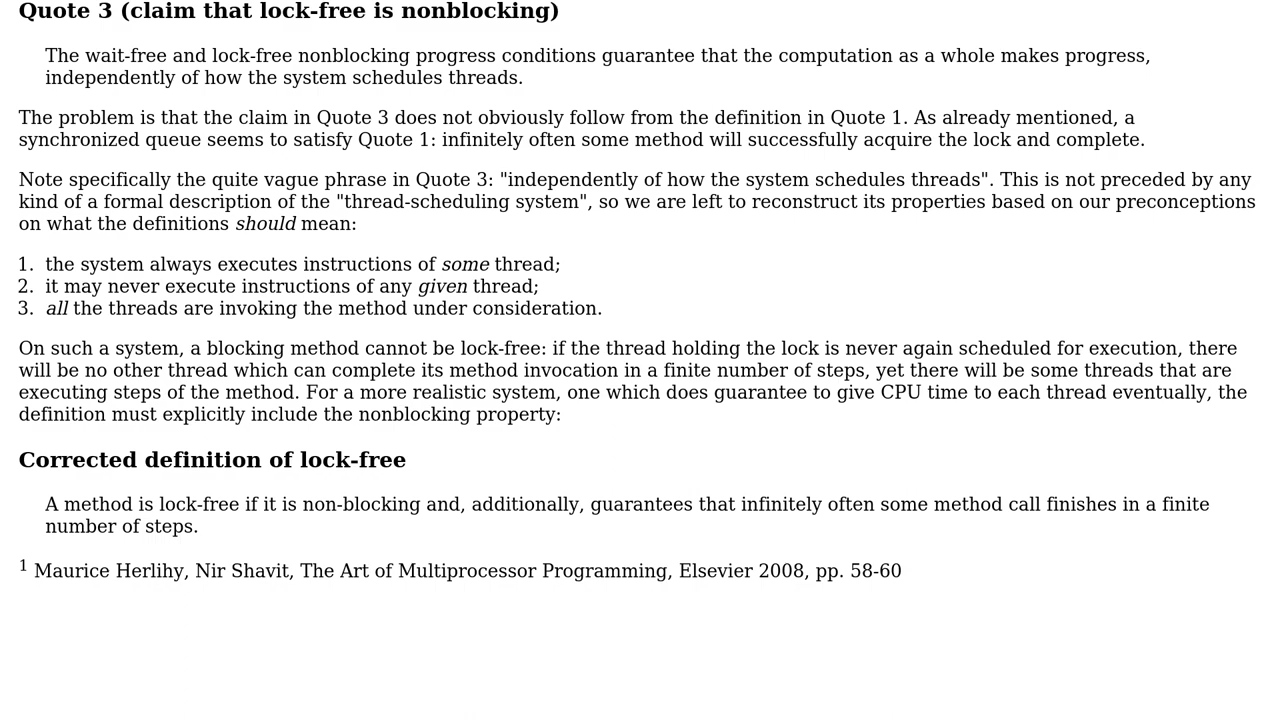 Quote 3 (claim that lock-free is nonblocking)
The wait-free and lock-free nonblocking progress conditions guarantee that the computation as a whole makes progress,
independently of how the system schedules threads.
The problem is that the claim in Quote 3 does not obviously follow from the definition in Quote 1. As already mentioned, a
synchronized queue seems to satisfy Quote 1: infinitely often some method will successfully acquire the lock and complete.
Note specifically the quite vague phrase in Quote 3: "independently of how the system schedules threads". This is not preceded by any
kind of a formal description of the "thread-scheduling system", so we are left to reconstruct its properties based on our preconceptions
on what the definitions should mean:
1. the system always executes instructions of some thread;
2. it may never execute instructions of any given thread;
3. all the threads are invoking the method under consideration.
On such a system, a blocking method cannot be lock-free: if the thread holding the lock is never again scheduled for execution, there
will be no other thread which can complete its method invocation in a finite number of steps, yet there will be some threads that are
executing steps of the method. For a more realistic system, one which does guarantee to give CPU time to each thread eventually, the
definition must explicitly include the nonblocking property:
Corrected definition of lock-free
A method is lock-free if it is non-blocking and, additionally, guarantees that infinitely often some method call finishes in a finite
number of steps.
1 Maurice Herlihy, Nir Shavit, The Art of Multiprocessor Programming, Elsevier 2008, pp. 58-60